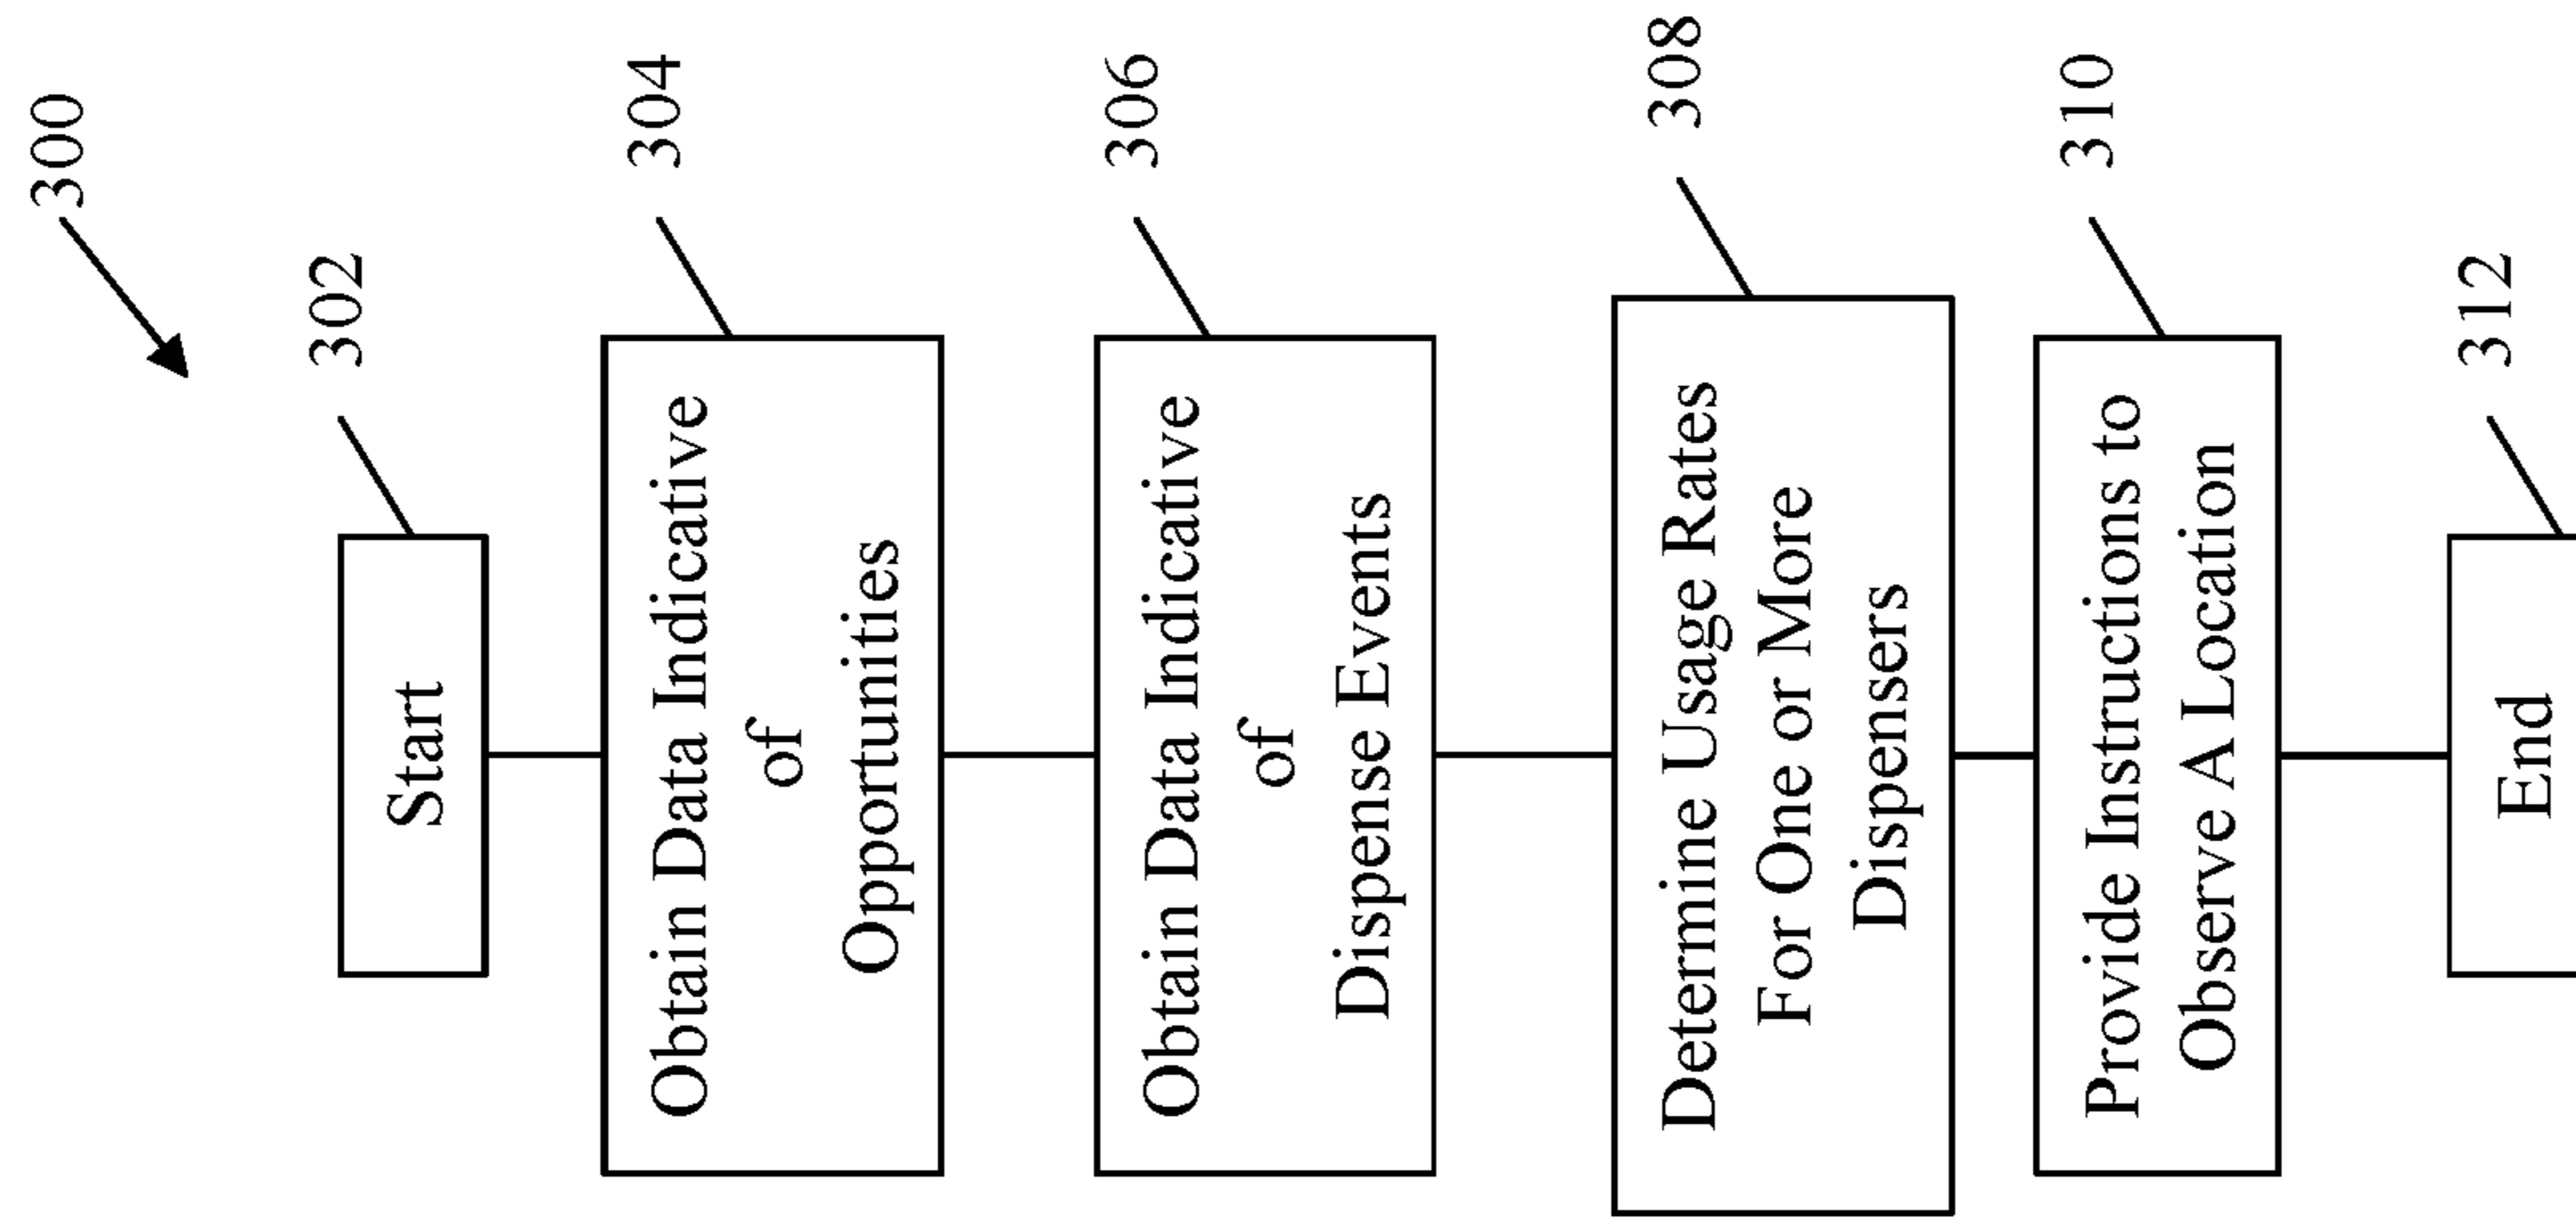 300
302
Start
304
Obtain Data Indicative
of
Opportunities
306
Obtain Data Indicative
of
Dispense Events
308
Determine Usage Rates
For One or More
Dispensers
310
Provide Instructions to
Observe A Location
312
End